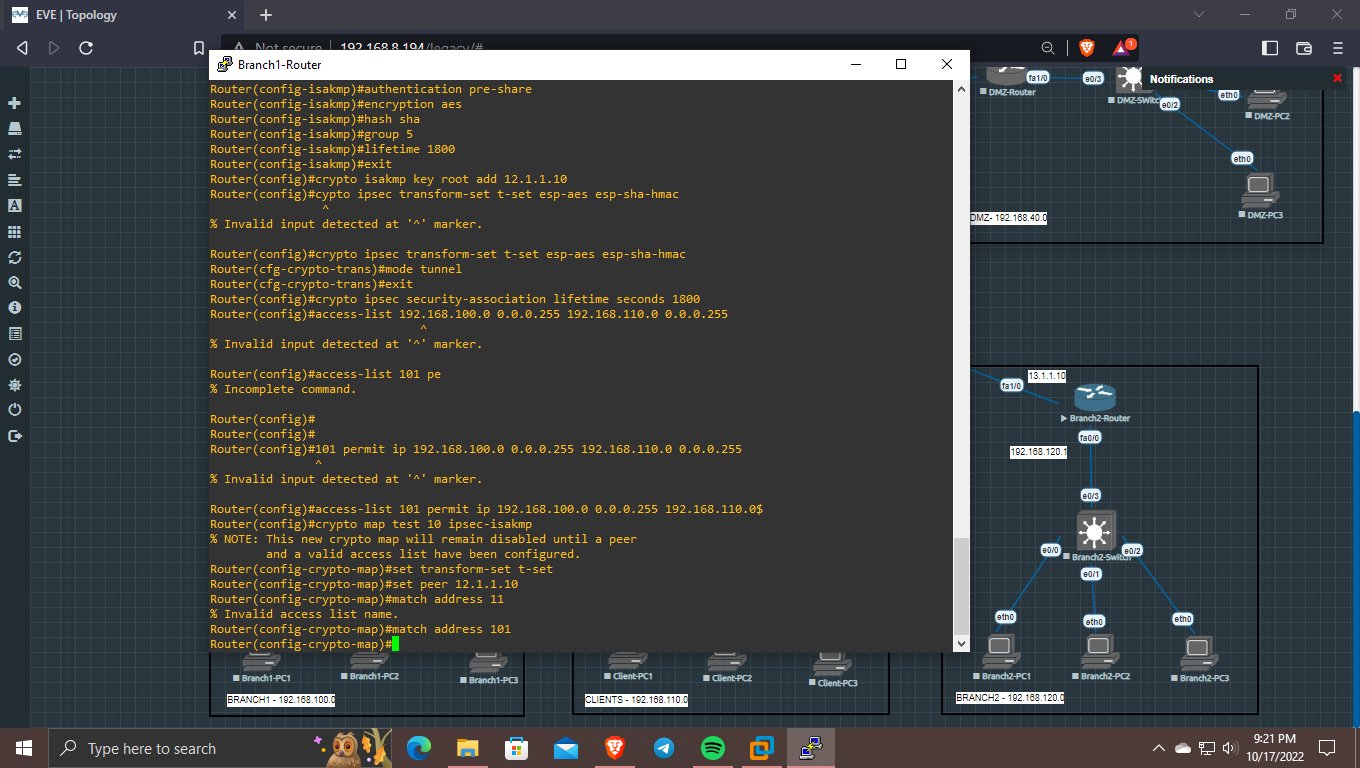 EVE | Topology
Not secure
192.168.8.194/legacy/#
1
Branch1-Router
Router(config-isakmp)#authentication pre-share
Router(config-isakmp)#encryption aes
Router(config-isakmp)#hash sha
Router(config-isakmp)#group 5
Router(config-isakmp)#lifetime 1800
Router(config-isakmp)#exit
Router(config)#crypto isakmp key root add 12.1.1.10
Router(config)#cypto ipsec transform-set t-set esp-aes esp-sha-hmac
^
% Invalid input detected at '^' marker.
Router(config)#crypto ipsec transform-set t-set esp-aes esp-sha-hmac
Router(cfg-crypto-trans)#mode tunnel
Router(cfg-crypto-trans)#exit
Router(config)#crypto ipsec security-association lifetime seconds 1800
Router(config)#access-list 192.168.100.0 0.0.0.255 192.168.110.0 0.0.0.255
^
% Invalid input detected at '^' marker.
Router(config)#access-list 101 pe
% Incomplete command.
Router(config)#
Router(config)#
Router(config)#101 permit ip 192.168.100.0 0.0.0.255 192.168.110.0 0.0.0.255
^
% Invalid input detected at '^' marker.
Router(config)#access-list 101 permit ip 192.168.100.0 0.0.0.255 192.168.110.0$
Router(config)#crypto map test 10 ipsec-isakmp
% NOTE: This new crypto map will remain disabled until a peer
and a valid access list have been configured.
Router(config-crypto-map)#set transform-set t-set
Router(config-crypto-map)#set peer 12.1.1.10
Router(config-crypto-map)#match address 11
% Invalid access list name.
Router(config-crypto-map)#match address 101
Router(config-crypto-map)#
Notifications
DMZ-Router
fa1/0
e0/3
DMZ-Switch
e0/2
eth0
DMZ-PC2
eth0
DMZ-PC3
DMZ- 192.168.40.0
fa1/0
13.1.1.10
Branch2-Router
fa0/0
192.168.120.1
e0/3
e0/0
Branch2-Switch
e0/2
e0/1
eth0
eth0
eth0
Branch2-PC1
Branch2-PC2
Branch2-PC3
BRANCH2 - 192.168.120.0
Branch1-PC1
Branch1-PC2
Branch1-PC3
BRANCH1 - 192.168.100.0
Client-PC1
Client-PC2
Client-PC3
CLIENTS - 192.168.110.0
Type here to search
9:21 PM
10/17/2022